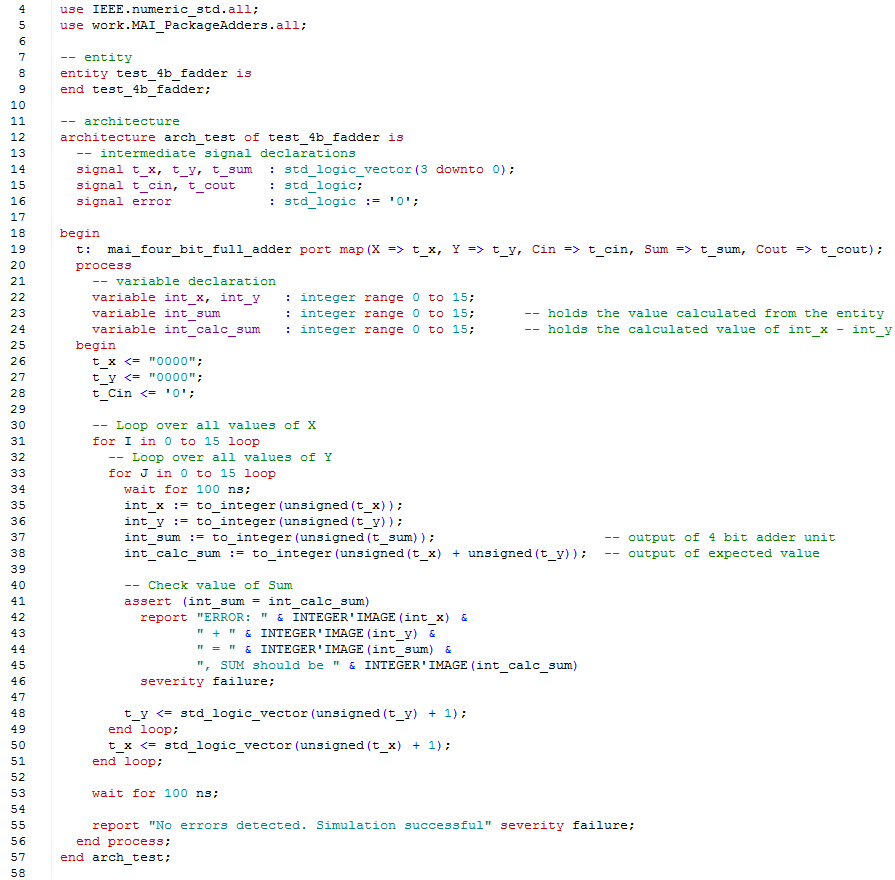 4 use IEEE.numeric_std.all;
5 use work.MAI_PackageAdders.all;
6
7 -- entity
8 entity test_4b_fadder is
9 end test_4b_fadder;
10
11 -- architecture
12 architecture arch_test of test_4b_fadder is
13   -- intermediate signal declarations
14   signal t_x, t_y, t_sum  : std_logic_vector(3 downto 0);
15   signal t_cin, t_cout    : std_logic;
16   signal error            : std_logic := '0';
17
18 begin
19   t:  mai_four_bit_full_adder port map(X => t_x, Y => t_y, Cin => t_cin, Sum => t_sum, Cout => t_cout);
20   process
21     -- variable declaration
22     variable int_x, int_y   : integer range 0 to 15;
23     variable int_sum        : integer range 0 to 15;      -- holds the value calculated from the entity
24     variable int_calc_sum   : integer range 0 to 15;      -- holds the calculated value of int_x - int_y
25   begin
26     t_x <= "0000";
27     t_y <= "0000";
28     t_Cin <= '0';
29
30     -- Loop over all values of X
31     for I in 0 to 15 loop
32       -- Loop over all values of Y
33       for J in 0 to 15 loop
34         wait for 100 ns;
35         int_x := to_integer(unsigned(t_x));
36         int_y := to_integer(unsigned(t_y));
37         int_sum := to_integer(unsigned(t_sum));                     -- output of 4 bit adder unit
38         int_calc_sum := to_integer(unsigned(t_x) + unsigned(t_y));  -- output of expected value
39
40         -- Check value of Sum
41         assert (int_sum = int_calc_sum)
42           report "ERROR: " & INTEGER'IMAGE(int_x) &
43                  " + " & INTEGER'IMAGE(int_y) &
44                  " = " & INTEGER'IMAGE(int_sum) &
45                  ", SUM should be " & INTEGER'IMAGE(int_calc_sum)
46           severity failure;
47
48         t_y <= std_logic_vector(unsigned(t_y) + 1);
49       end loop;
50       t_x <= std_logic_vector(unsigned(t_x) + 1);
51     end loop;
52
53     wait for 100 ns;
54
55     report "No errors detected. Simulation successful" severity failure;
56   end process;
57 end arch_test;
58